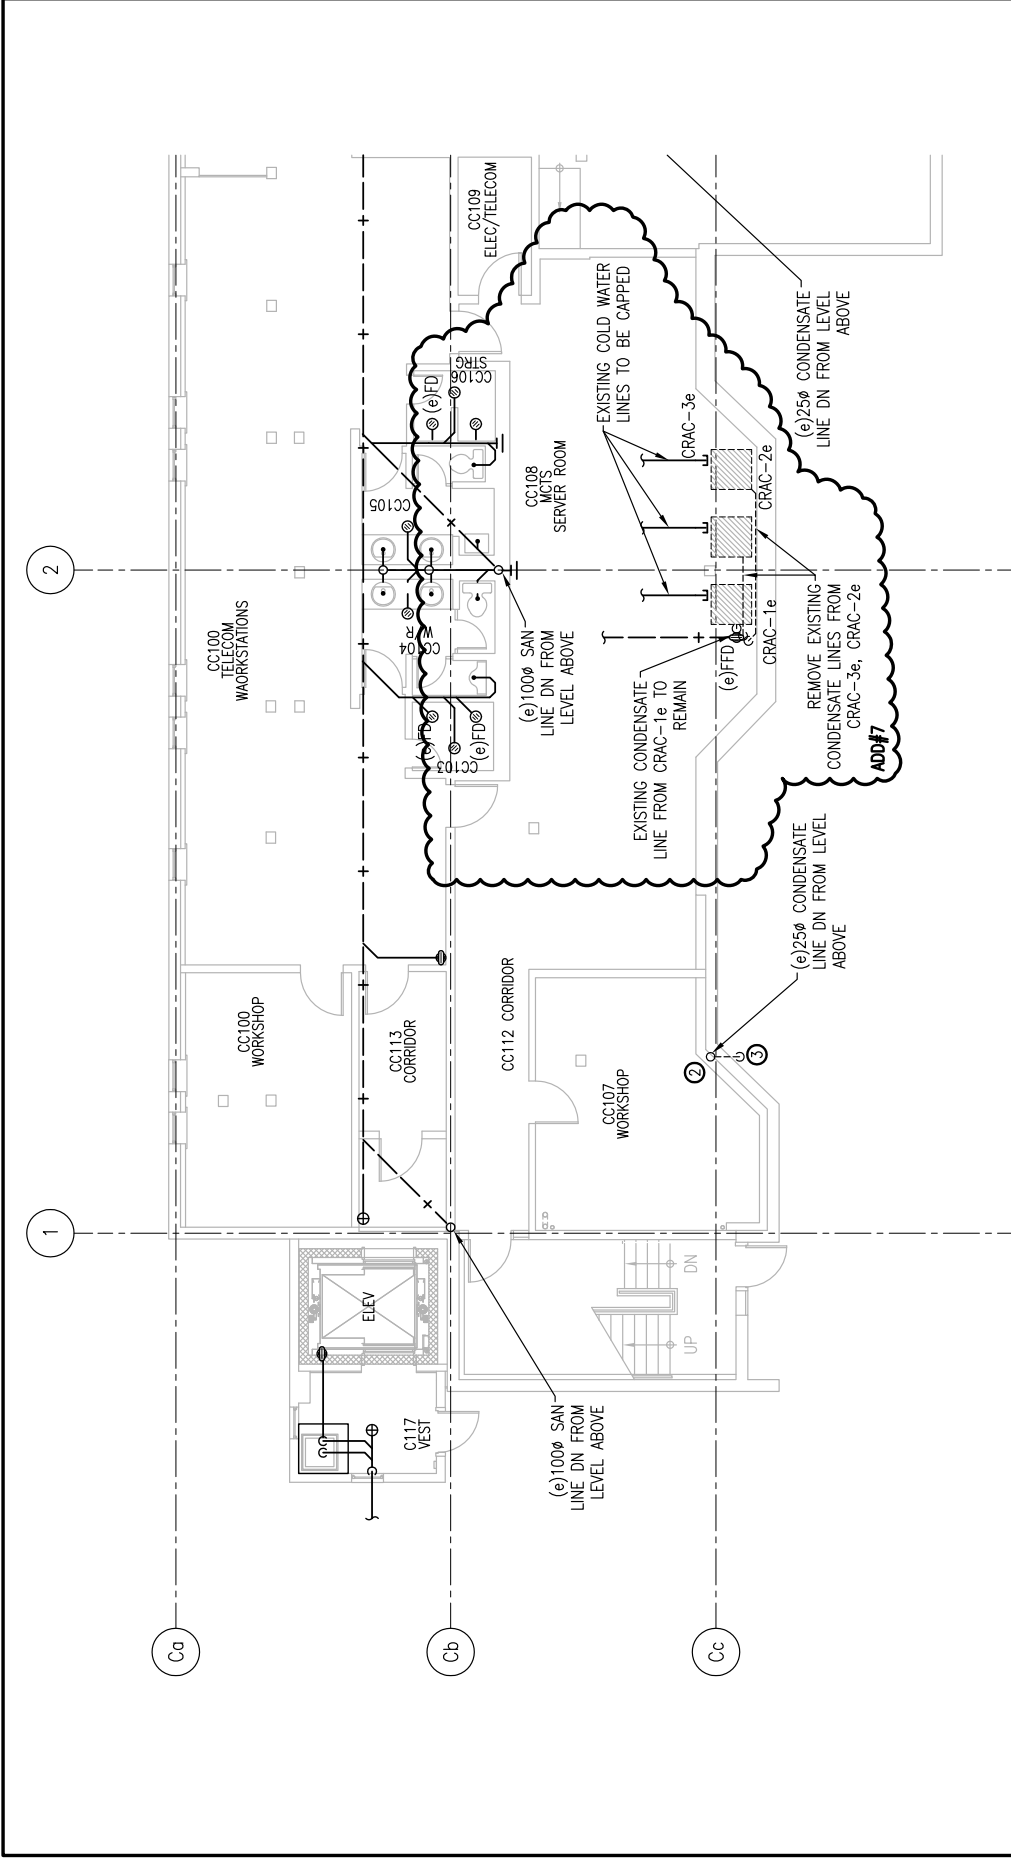 1
2
Ca
Cb
Cc
CC100
WORKSHOP
CC100
TELECOM
WAORKSTATIONS
ELEV
C117
VEST
CC113
CORRIDOR
CC112 CORRIDOR
CC107
WORKSHOP
UP
DN
(e)100ø SAN
LINE DN FROM
LEVEL ABOVE
CC103
(e)FD
(e)FD
CC104
W/R
CC105
CC106
STRG
(e)FD
CC109
ELEC/TELECOM
CC108
MCTS
SERVER ROOM
(e)100ø SAN
LINE DN FROM
LEVEL ABOVE
EXISTING COLD WATER
LINES TO BE CAPPED
EXISTING CONDENSATE
LINE FROM CRAC-1e TO
REMAIN
CRAC-3e
CRAC-2e
CRAC-1e
(e)FFD
REMOVE EXISTING
CONDENSATE LINES FROM
CRAC-3e, CRAC-2e
ADD#7
(e)25ø CONDENSATE
LINE DN FROM LEVEL
ABOVE
2
3
(e)25ø CONDENSATE
LINE DN FROM LEVEL
ABOVE